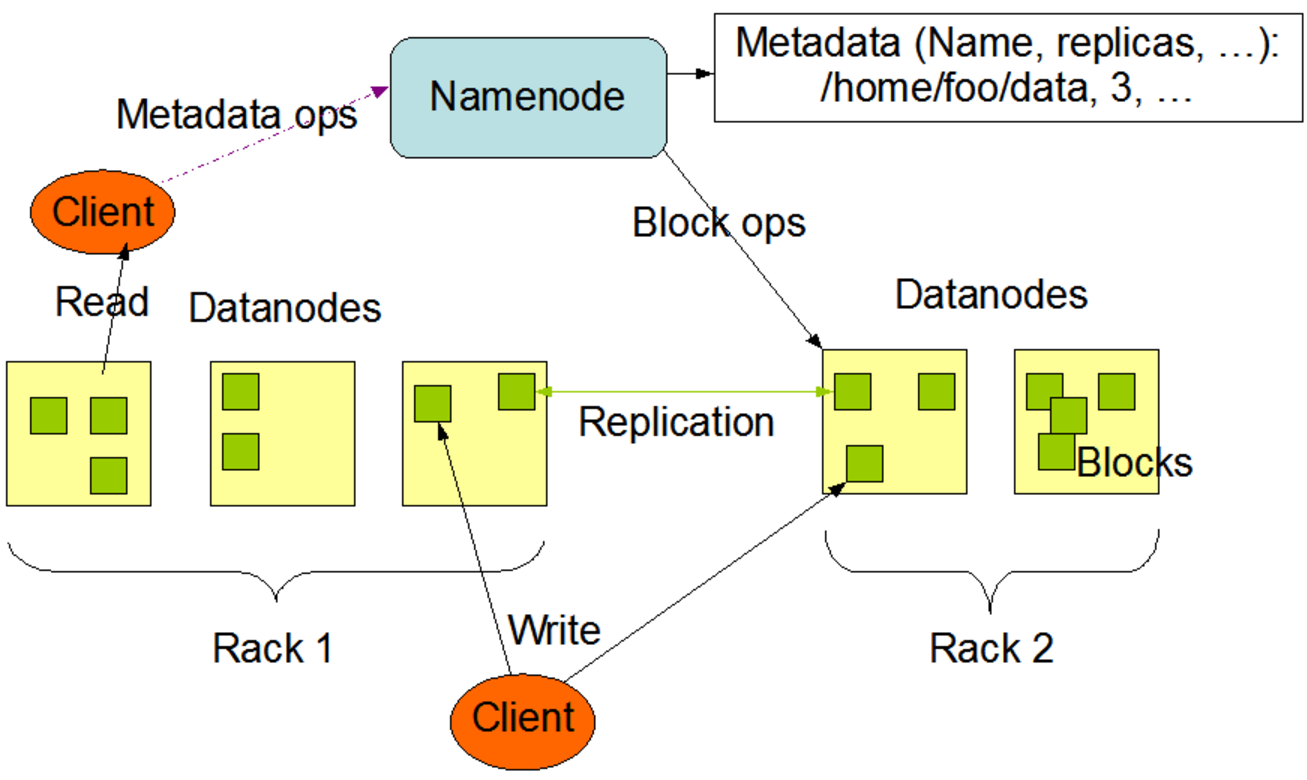 Metadata (Name, replicas, …):
/home/foo/data, 3, …
Namenode
Metadata ops
Client
Block ops
Read
Datanodes
Datanodes
Replication
Blocks
Rack 1
Write
Rack 2
Client